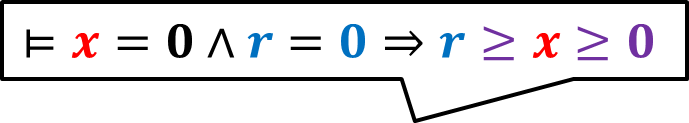 ⊨ x = 0 ∧ r = 0 ⇒ r ≥ x ≥ 0